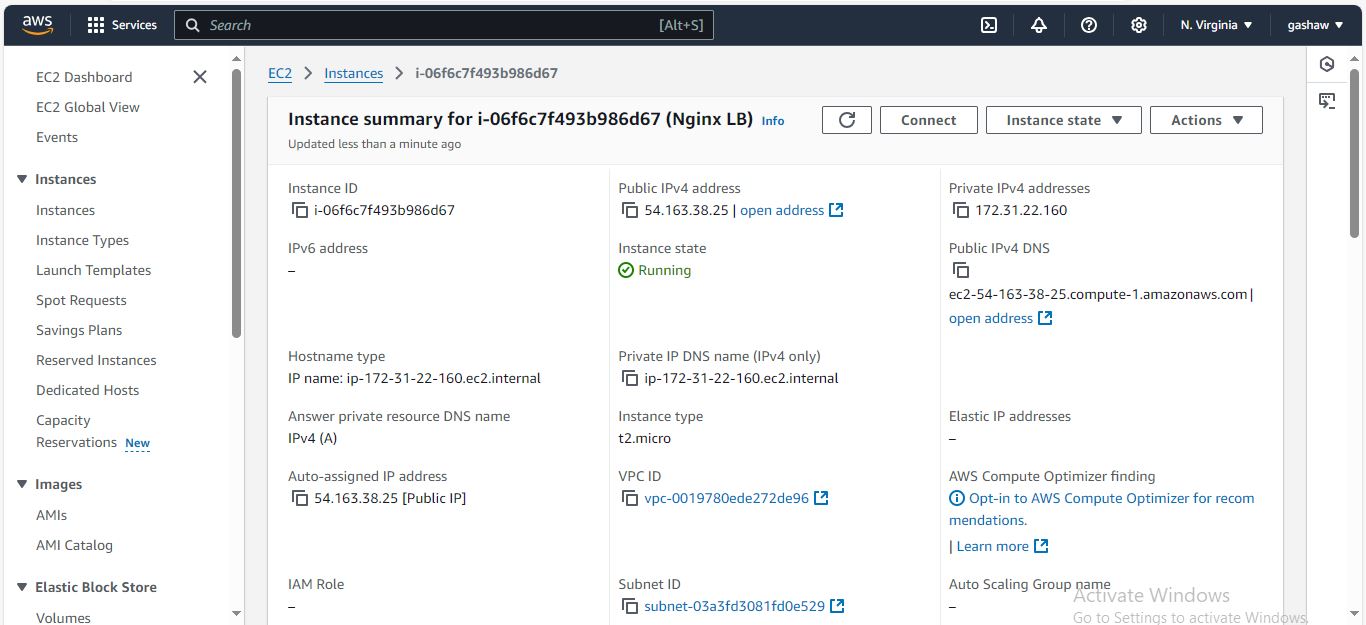 aws
Services
Search
[Alt+S]
N. Virginia
gashaw
EC2 Dashboard
EC2 Global View
Events
Instances
Instances
Instance Types
Launch Templates
Spot Requests
Savings Plans
Reserved Instances
Dedicated Hosts
Capacity
Reservations New
Images
AMIs
AMI Catalog
Elastic Block Store
Volumes
EC2 > Instances > i-06f6c7f493b986d67
Instance summary for i-06f6c7f493b986d67 (Nginx LB) Info
Updated less than a minute ago
Connect
Instance state
Actions
Instance ID
i-06f6c7f493b986d67
Public IPv4 address
54.163.38.25 | open address
Private IPv4 addresses
172.31.22.160
IPv6 address
–
Instance state
Running
Public IPv4 DNS
ec2-54-163-38-25.compute-1.amazonaws.com |
open address
Hostname type
IP name: ip-172-31-22-160.ec2.internal
Private IP DNS name (IPv4 only)
ip-172-31-22-160.ec2.internal
Answer private resource DNS name
IPv4 (A)
Instance type
t2.micro
Elastic IP addresses
–
Auto-assigned IP address
54.163.38.25 [Public IP]
VPC ID
vpc-0019780ede272de96
AWS Compute Optimizer finding
Opt-in to AWS Compute Optimizer for recom
mendations.
| Learn more
IAM Role
–
Subnet ID
subnet-03a3fd3081fd0e529
Auto Scaling Group name
–
Activate Windows
Go to Settings to activate Windows.